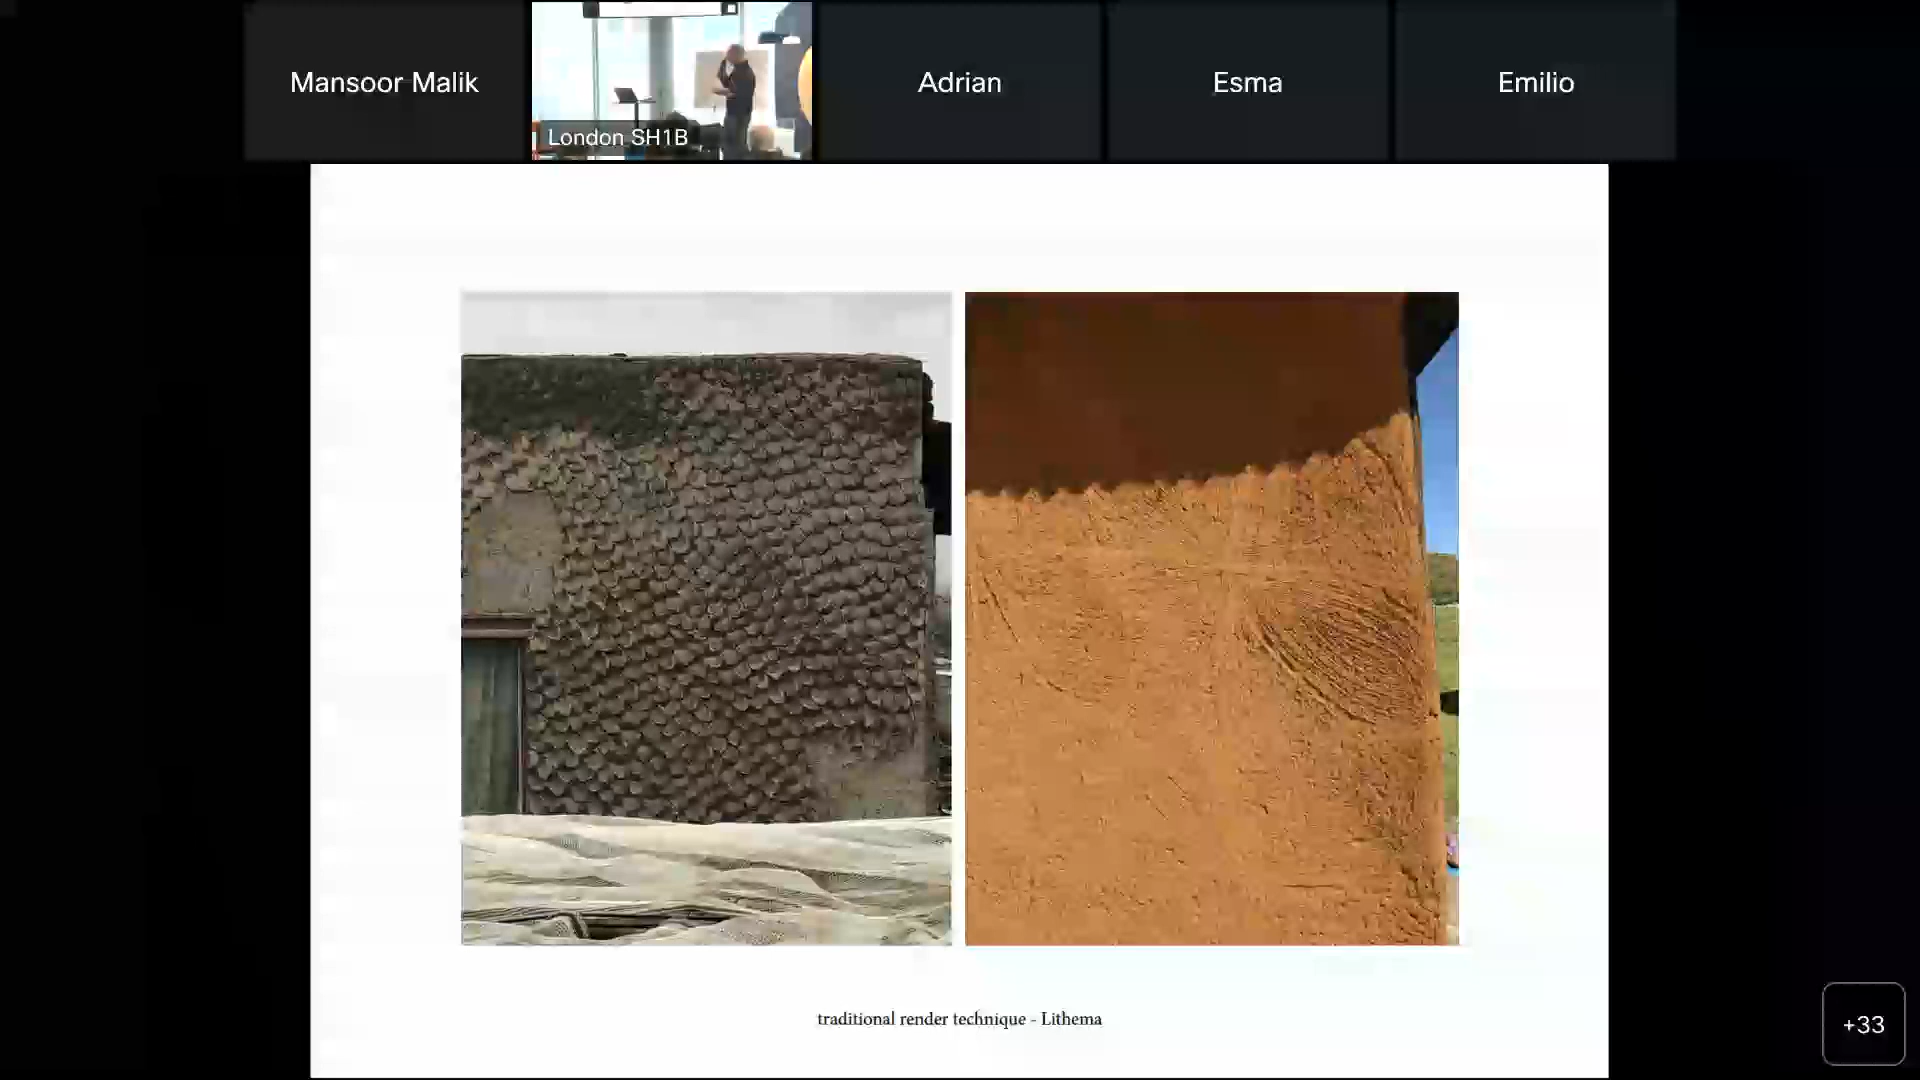 Mansoor Malik
London SH1B
Adrian
Esma
Emilio
traditional render technique - Lithema
+33